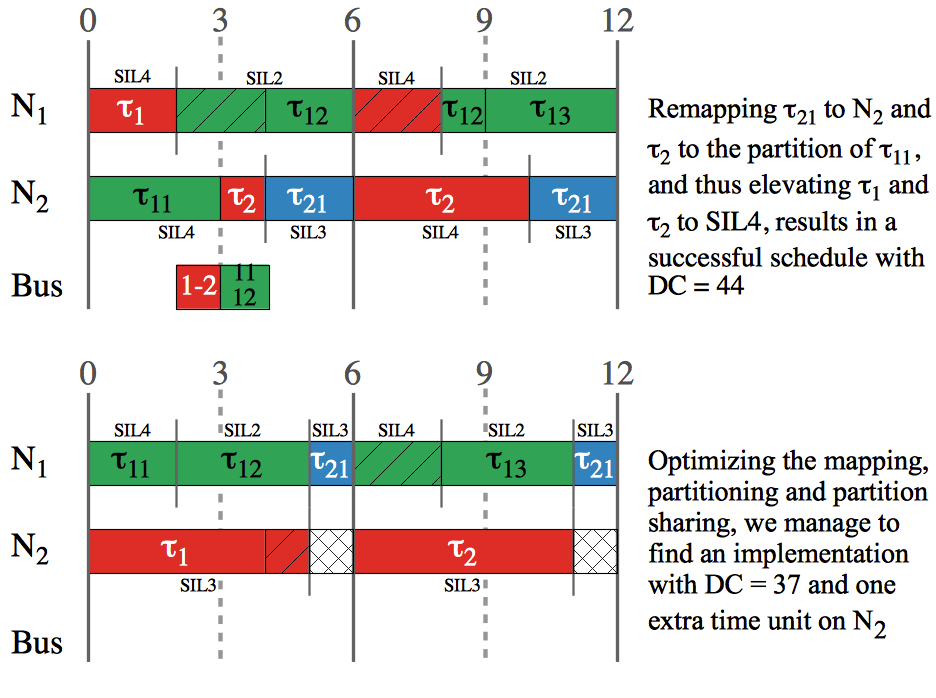 0 3 6 9 12
SIL4 SIL2 SIL4 SIL2
N1 τ1 τ12 τ12 τ13
N2 τ11 τ2 τ21 τ2 τ21
SIL4 SIL3 SIL4 SIL3
Bus 1-2 11
12
Remapping τ21 to N2 and
τ2 to the partition of τ11,
and thus elevating τ1 and
τ2 to SIL4, results in a
successful schedule with
DC = 44
0 3 6 9 12
SIL4 SIL2 SIL3 SIL4 SIL2 SIL3
N1 τ11 τ12 τ21 τ13 τ21
N2 τ1 τ2
SIL3 SIL3
Bus
Optimizing the mapping,
partitioning and partition
sharing, we manage to
find an implementation
with DC = 37 and one
extra time unit on N2